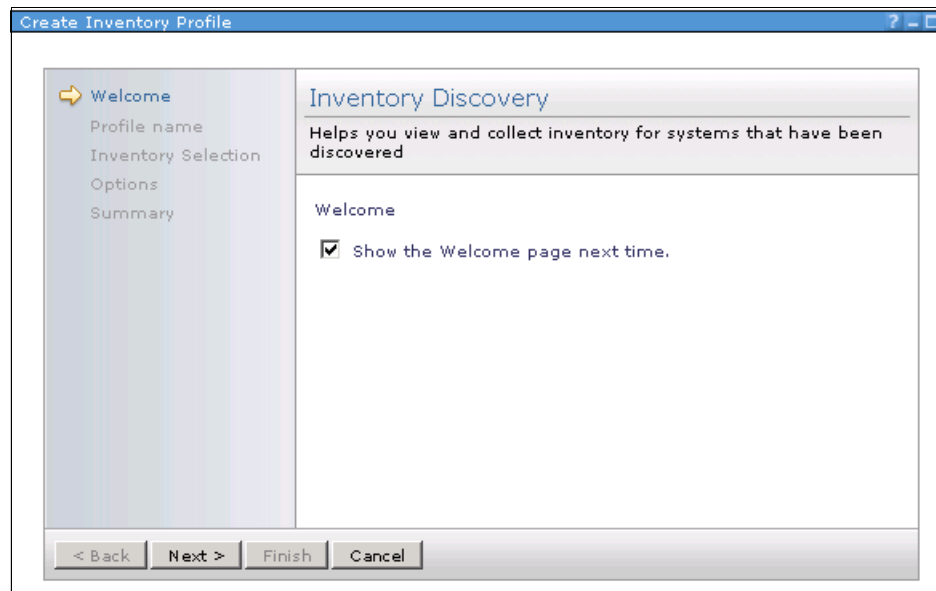 Create Inventory Profile
?
Welcome
Profile name
Inventory Selection
Options
Summary
Inventory Discovery
Helps you view and collect inventory for systems that have been
discovered
Welcome
Show the Welcome page next time.
< Back Next > Finish Cancel